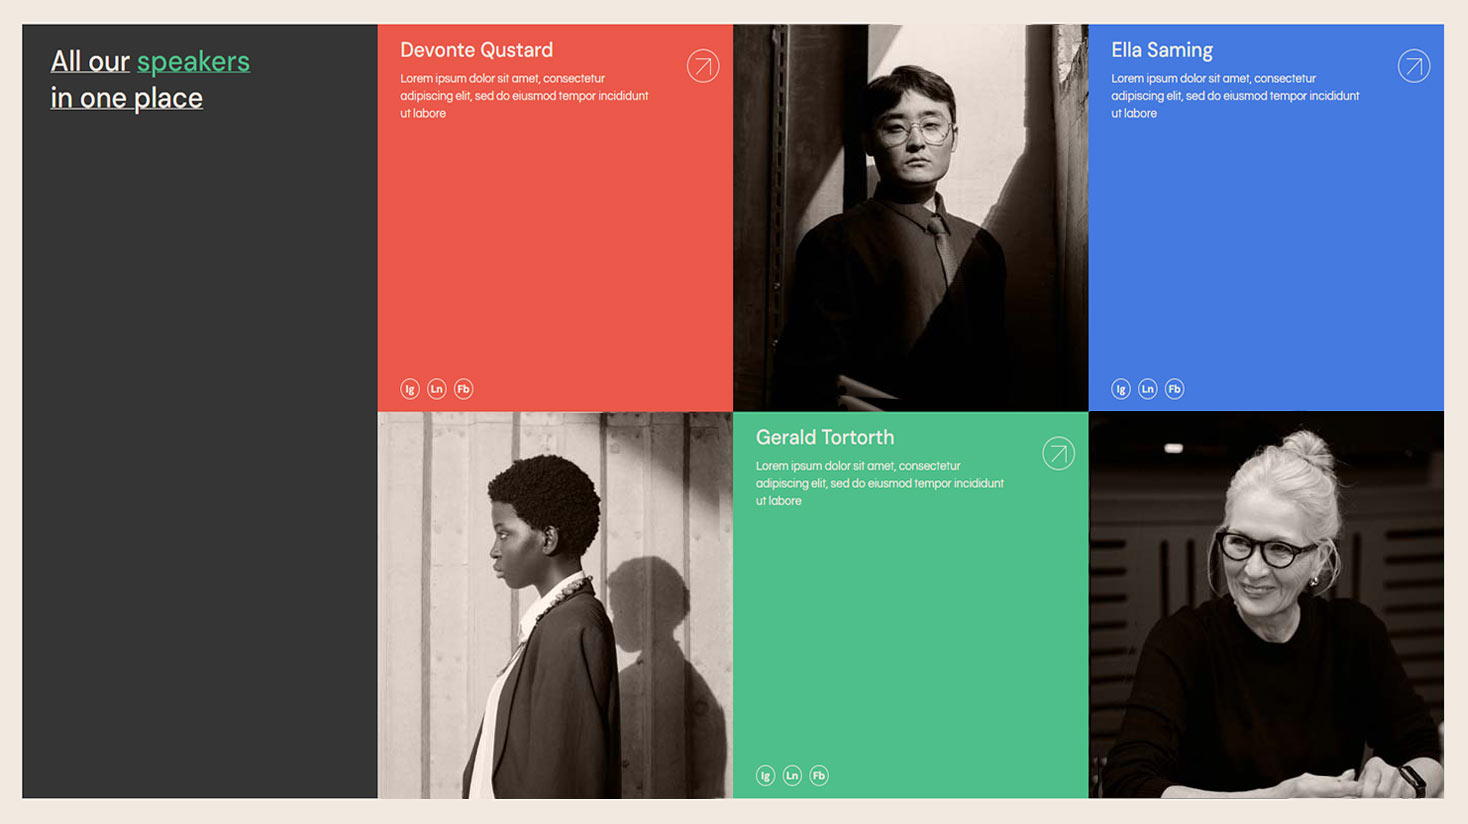 All our speakers
in one place
Devonte Qustard
Lorem ipsum dolor sit amet, consectetur
adipiscing elit, sed do eiusmod tempor incididunt
ut labore
Ig Ln Fb
Ella Saming
Lorem ipsum dolor sit amet, consectetur
adipiscing elit, sed do eiusmod tempor incididunt
ut labore
Ig Ln Fb
Gerald Tortorth
Lorem ipsum dolor sit amet, consectetur
adipiscing elit, sed do eiusmod tempor incididunt
ut labore
Ig Ln Fb